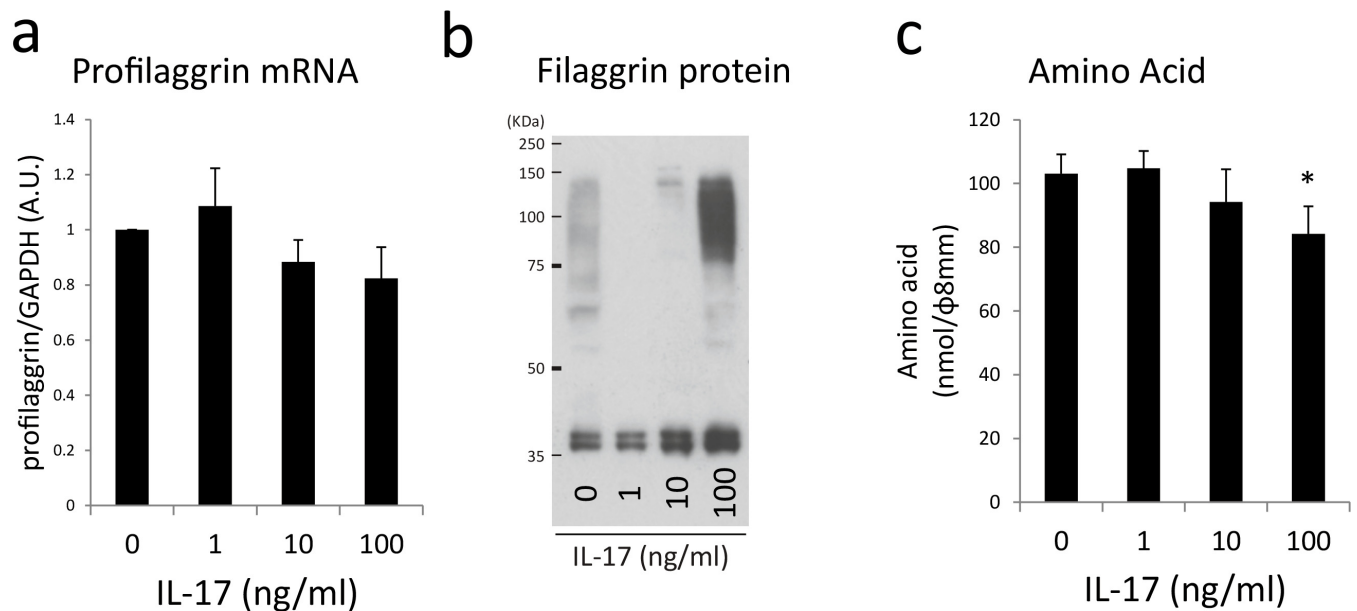 a
Profilaggrin mRNA
profilaggrin/GAPDH (A.U.)
1.4
1.2
1
0.8
0.6
0.4
0.2
0
0 1 10 100
IL-17 (ng/ml)
b
Filaggrin protein
(KDa)
250
150
100
75
50
35
0 1 10 100
IL-17 (ng/ml)
c
Amino Acid
Amino acid
(nmol/ϕ8mm)
120
100
80
60
40
20
0
*
0 1 10 100
IL-17 (ng/ml)